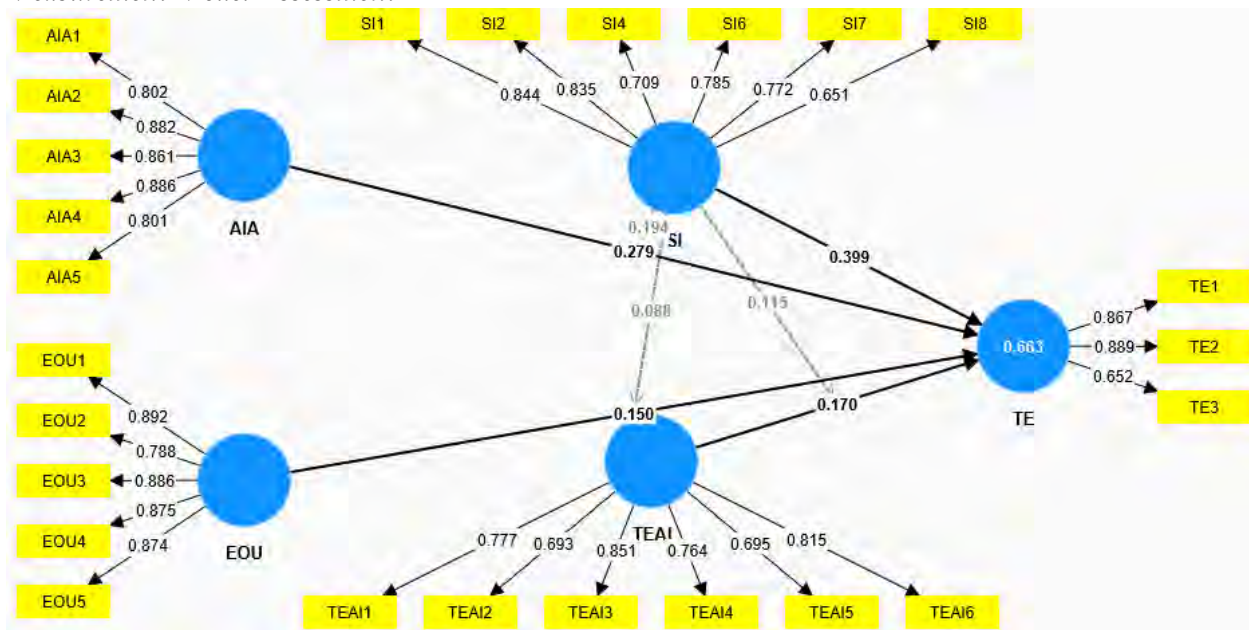 SI1 SI2 SI4 SI6 SI7 SI8
AIA1
AIA2
AIA3
AIA4
AIA5
0.802
0.882
0.861
0.886
0.801
AIA
0.844 0.835 0.709 0.785 0.772 0.651
SI
0.194
0.279
0.399
0.088
0.115
EOU1
EOU2
EOU3
EOU4
EOU5
0.892
0.788
0.886
0.875
0.874
EOU
0.150
0.170
0.663
TE
0.867
0.889
0.652
TE1
TE2
TE3
TEAI
0.777 0.693 0.851 0.764 0.695 0.815
TEAI1 TEAI2 TEAI3 TEAI4 TEAI5 TEAI6